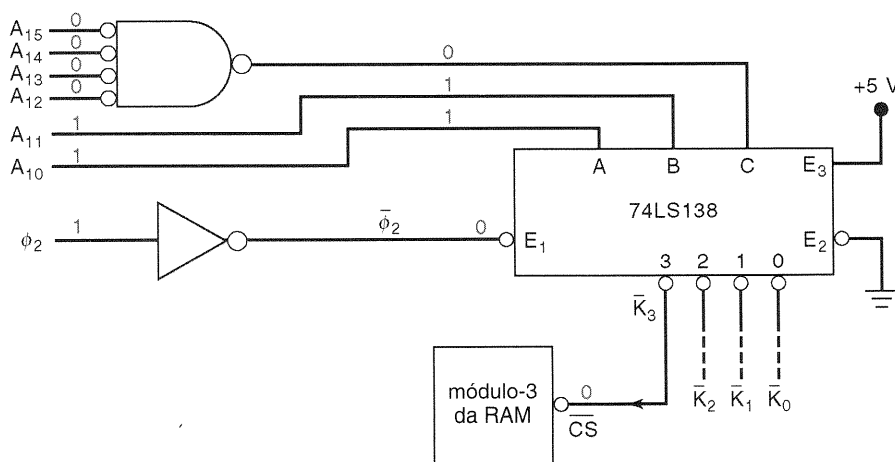 A15 0
A14 0
A13 0
A12 0
0
A11 1
1
A10 1
1
+5 V
A B C E3
74LS138
ϕ2 1
ϕ̄2
0
E1
E2
3 2 1 0
K̄3
K̄2 K̄1 K̄0
módulo-3
da RAM
0
C̅S̅